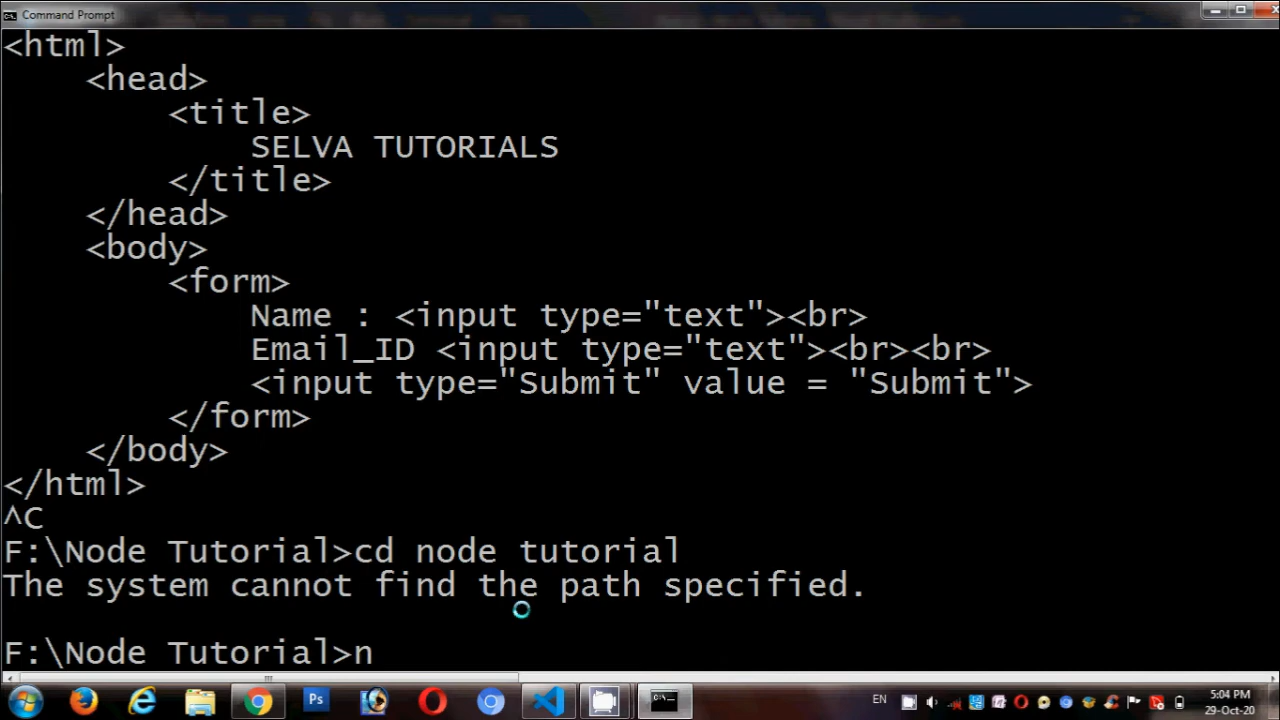 Command Prompt
<html>
<head>
<title>
SELVA TUTORIALS
</title>
</head>
<body>
<form>
Name : <input type="text"><br>
Email_ID <input type="text"><br><br>
<input type="Submit" value = "Submit">
</form>
</body>
</html>
^C
F:\Node Tutorial>cd node tutorial
The system cannot find the path specified.
F:\Node Tutorial>n
Ps
EN
5:04 PM
29-Oct-20